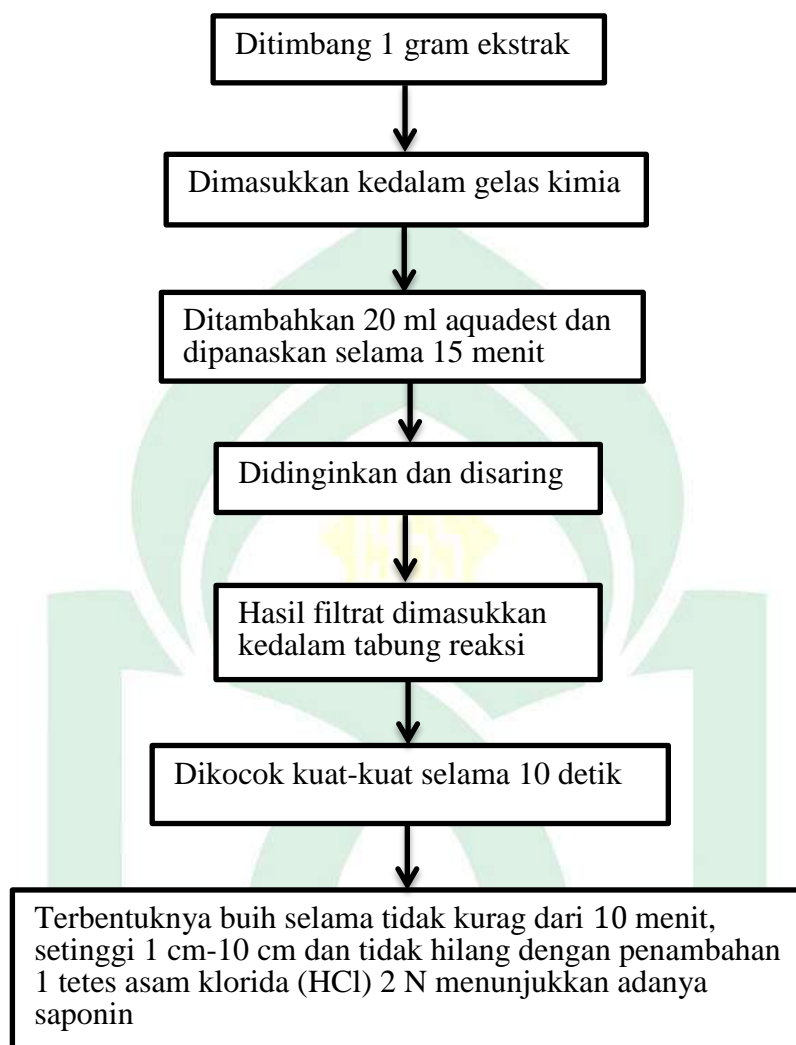 Ditimbang 1 gram ekstrak
Dimasukkan kedalam gelas kimia
Ditambahkan 20 ml aquadest dan
dipanaskan selama 15 menit
Didinginkan dan disaring
Hasil filtrat dimasukkan
kedalam tabung reaksi
Dikocok kuat-kuat selama 10 detik
Terbentuknya buih selama tidak kurag dari 10 menit,
setinggi 1 cm-10 cm dan tidak hilang dengan penambahan
1 tetes asam klorida (HCl) 2 N menunjukkan adanya
saponin